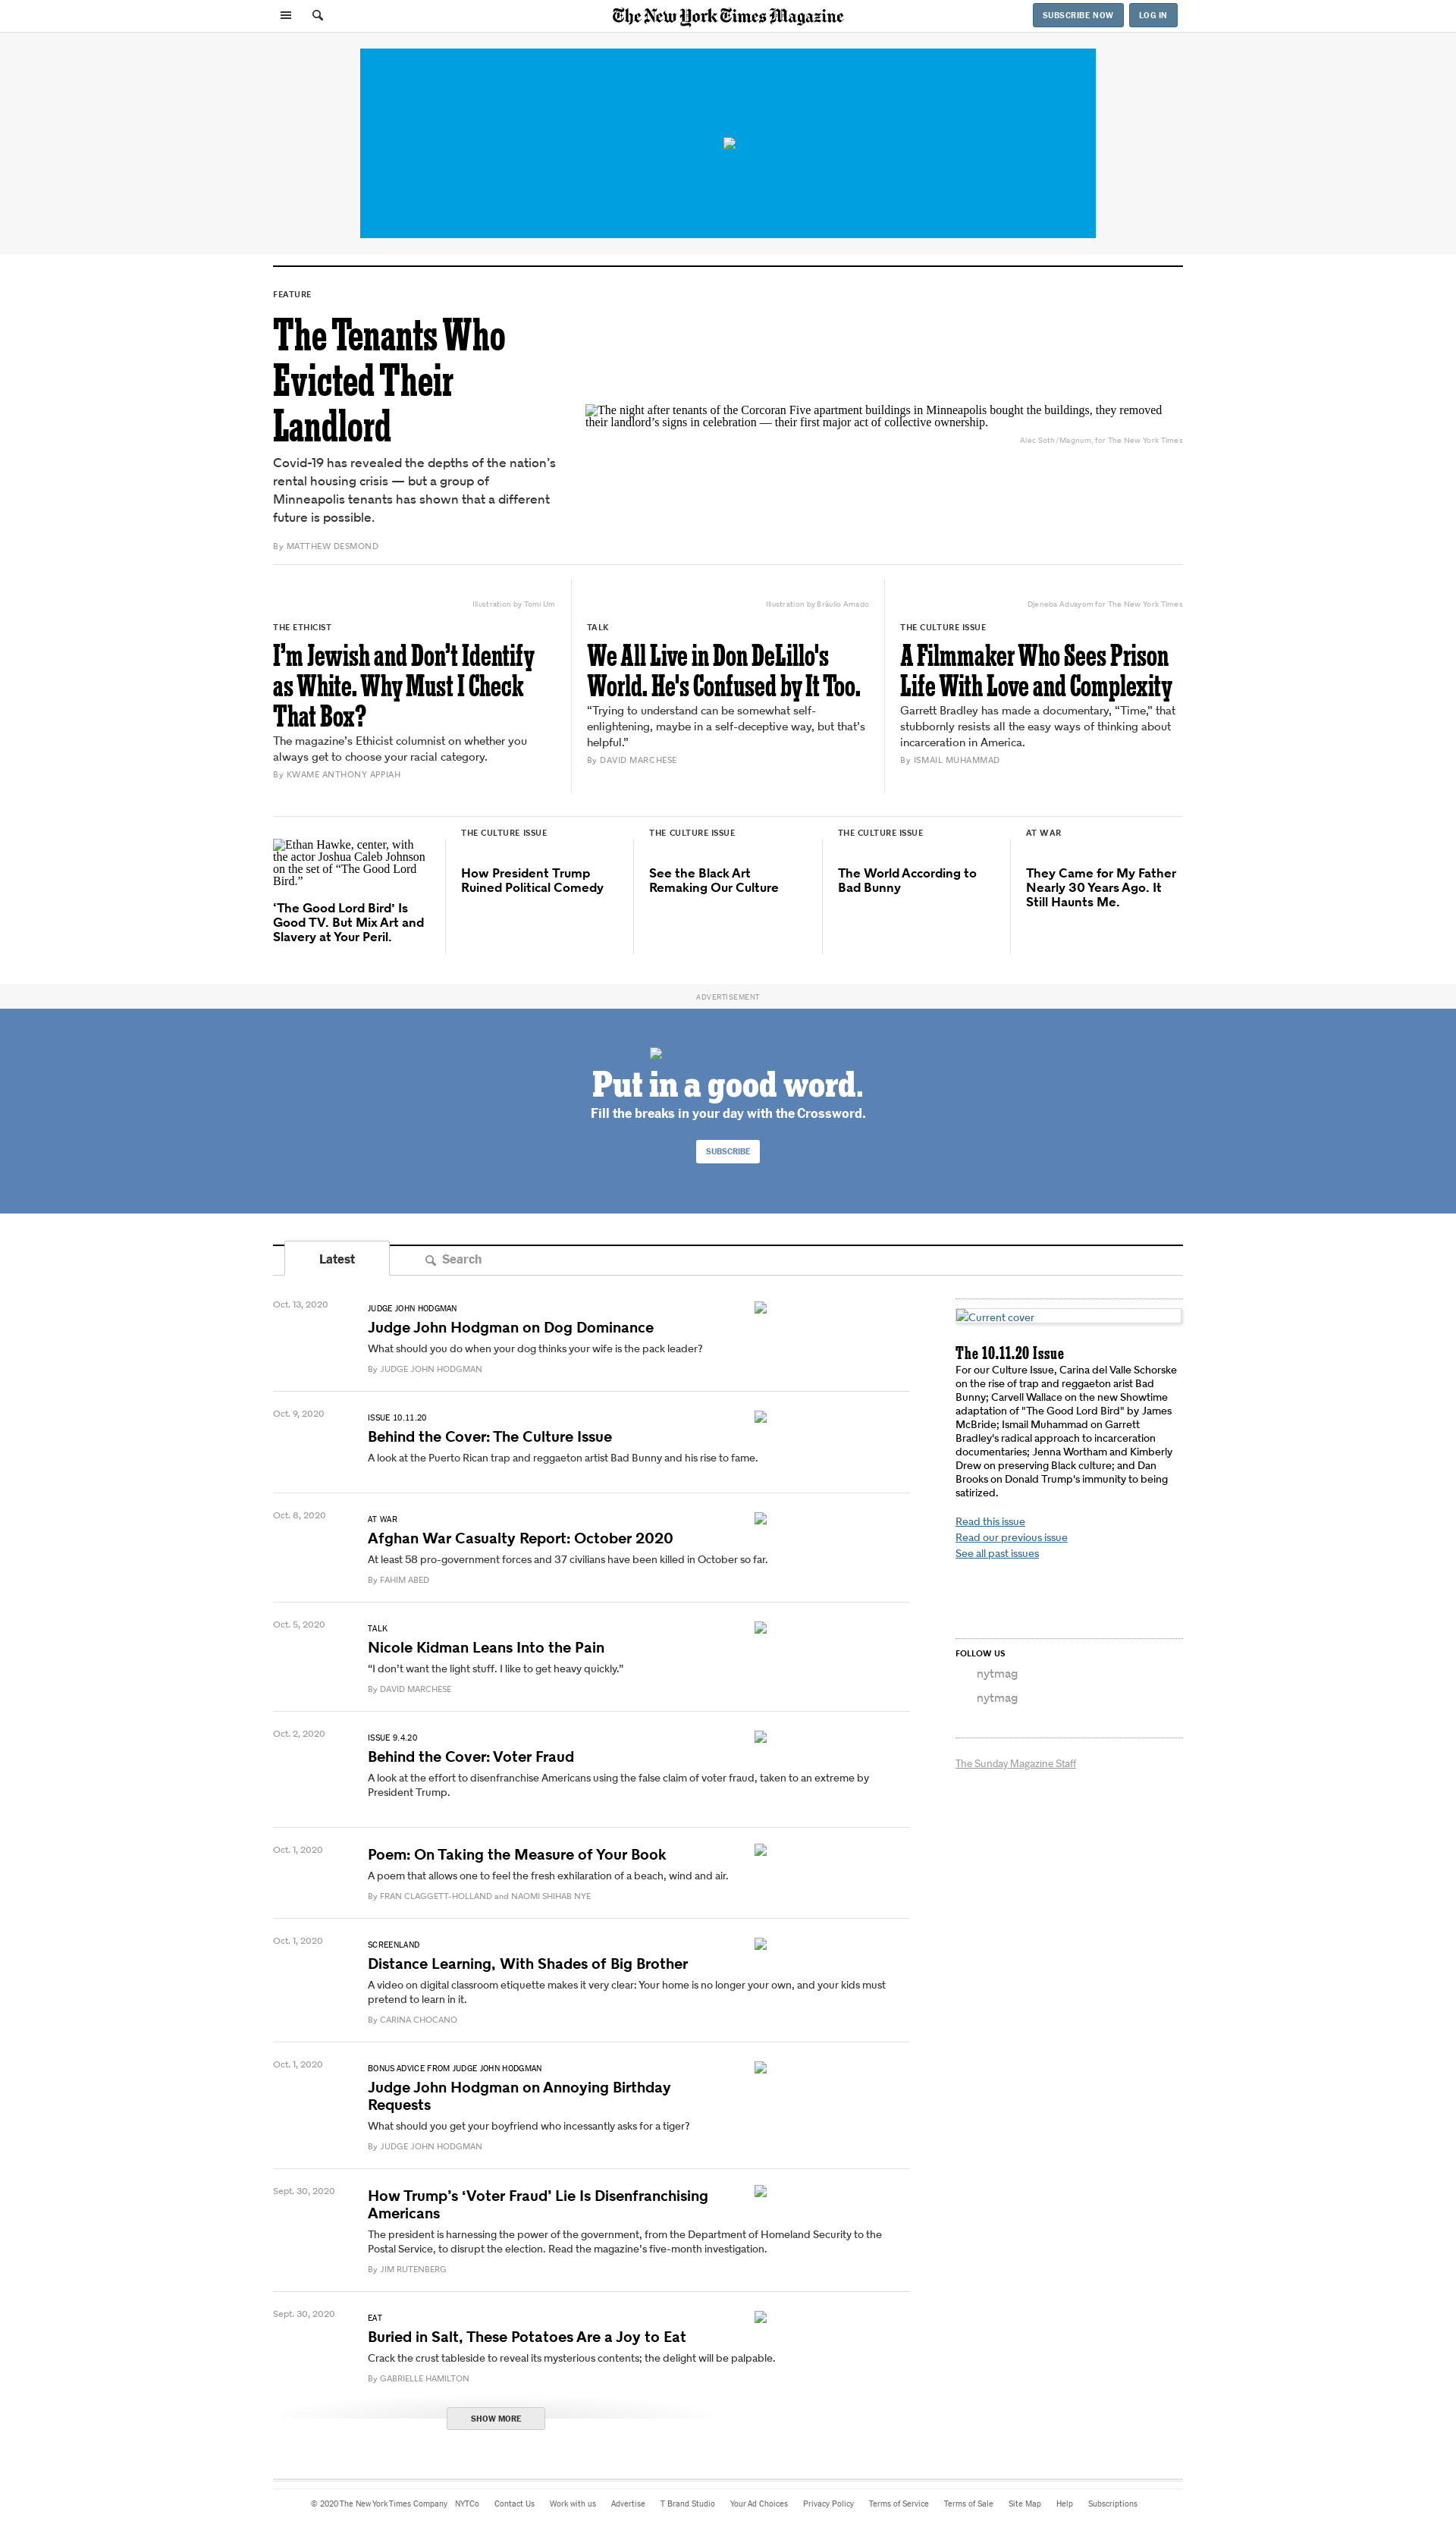 The New York Times Magazine
SUBSCRIBE NOW
LOG IN
FEATURE
The Tenants Who
Evicted Their
Landlord
Covid-19 has revealed the depths of the nation’s
rental housing crisis — but a group of
Minneapolis tenants has shown that a different
future is possible.
By MATTHEW DESMOND
The night after tenants of the Corcoran Five apartment buildings in Minneapolis bought the buildings, they removed
their landlord’s signs in celebration — their first major act of collective ownership.
Alec Soth/Magnum, for The New York Times
Illustration by Tomi Um
THE ETHICIST
I’m Jewish and Don’t Identify
as White. Why Must I Check
That Box?
The magazine’s Ethicist columnist on whether you
always get to choose your racial category.
By KWAME ANTHONY APPIAH
Illustration by Bráulio Amado
TALK
We All Live in Don DeLillo's
World. He's Confused by It Too.
“Trying to understand can be somewhat self-
enlightening, maybe in a self-deceptive way, but that’s
helpful.”
By DAVID MARCHESE
Djeneba Aduayom for The New York Times
THE CULTURE ISSUE
A Filmmaker Who Sees Prison
Life With Love and Complexity
Garrett Bradley has made a documentary, “Time,” that
stubbornly resists all the easy ways of thinking about
incarceration in America.
By ISMAIL MUHAMMAD
Ethan Hawke, center, with
the actor Joshua Caleb Johnson
on the set of “The Good Lord
Bird.”
‘The Good Lord Bird’ Is
Good TV. But Mix Art and
Slavery at Your Peril.
THE CULTURE ISSUE
How President Trump
Ruined Political Comedy
THE CULTURE ISSUE
See the Black Art
Remaking Our Culture
THE CULTURE ISSUE
The World According to
Bad Bunny
AT WAR
They Came for My Father
Nearly 30 Years Ago. It
Still Haunts Me.
ADVERTISEMENT
Put in a good word.
Fill the breaks in your day with the Crossword.
SUBSCRIBE
Latest
Search
Oct. 13, 2020
JUDGE JOHN HODGMAN
Judge John Hodgman on Dog Dominance
What should you do when your dog thinks your wife is the pack leader?
By JUDGE JOHN HODGMAN
Oct. 9, 2020
ISSUE 10.11.20
Behind the Cover: The Culture Issue
A look at the Puerto Rican trap and reggaeton artist Bad Bunny and his rise to fame.
Oct. 8, 2020
AT WAR
Afghan War Casualty Report: October 2020
At least 58 pro-government forces and 37 civilians have been killed in October so far.
By FAHIM ABED
Oct. 5, 2020
TALK
Nicole Kidman Leans Into the Pain
“I don’t want the light stuff. I like to get heavy quickly.”
By DAVID MARCHESE
Oct. 2, 2020
ISSUE 9.4.20
Behind the Cover: Voter Fraud
A look at the effort to disenfranchise Americans using the false claim of voter fraud, taken to an extreme by
President Trump.
Oct. 1, 2020
Poem: On Taking the Measure of Your Book
A poem that allows one to feel the fresh exhilaration of a beach, wind and air.
By FRAN CLAGGETT-HOLLAND and NAOMI SHIHAB NYE
Oct. 1, 2020
SCREENLAND
Distance Learning, With Shades of Big Brother
A video on digital classroom etiquette makes it very clear: Your home is no longer your own, and your kids must
pretend to learn in it.
By CARINA CHOCANO
Oct. 1, 2020
BONUS ADVICE FROM JUDGE JOHN HODGMAN
Judge John Hodgman on Annoying Birthday
Requests
What should you get your boyfriend who incessantly asks for a tiger?
By JUDGE JOHN HODGMAN
Sept. 30, 2020
How Trump’s ‘Voter Fraud’ Lie Is Disenfranchising
Americans
The president is harnessing the power of the government, from the Department of Homeland Security to the
Postal Service, to disrupt the election. Read the magazine’s five-month investigation.
By JIM RUTENBERG
Sept. 30, 2020
EAT
Buried in Salt, These Potatoes Are a Joy to Eat
Crack the crust tableside to reveal its mysterious contents; the delight will be palpable.
By GABRIELLE HAMILTON
SHOW MORE
Current cover
The 10.11.20 Issue
For our Culture Issue, Carina del Valle Schorske
on the rise of trap and reggaeton arist Bad
Bunny; Carvell Wallace on the new Showtime
adaptation of "The Good Lord Bird" by James
McBride; Ismail Muhammad on Garrett
Bradley's radical approach to incarceration
documentaries; Jenna Wortham and Kimberly
Drew on preserving Black culture; and Dan
Brooks on Donald Trump's immunity to being
satirized.
Read this issue
Read our previous issue
See all past issues
FOLLOW US
nytmag
nytmag
The Sunday Magazine Staff
© 2020 The New York Times Company NYTCo Contact Us Work with us Advertise T Brand Studio Your Ad Choices Privacy Policy Terms of Service Terms of Sale Site Map Help Subscriptions